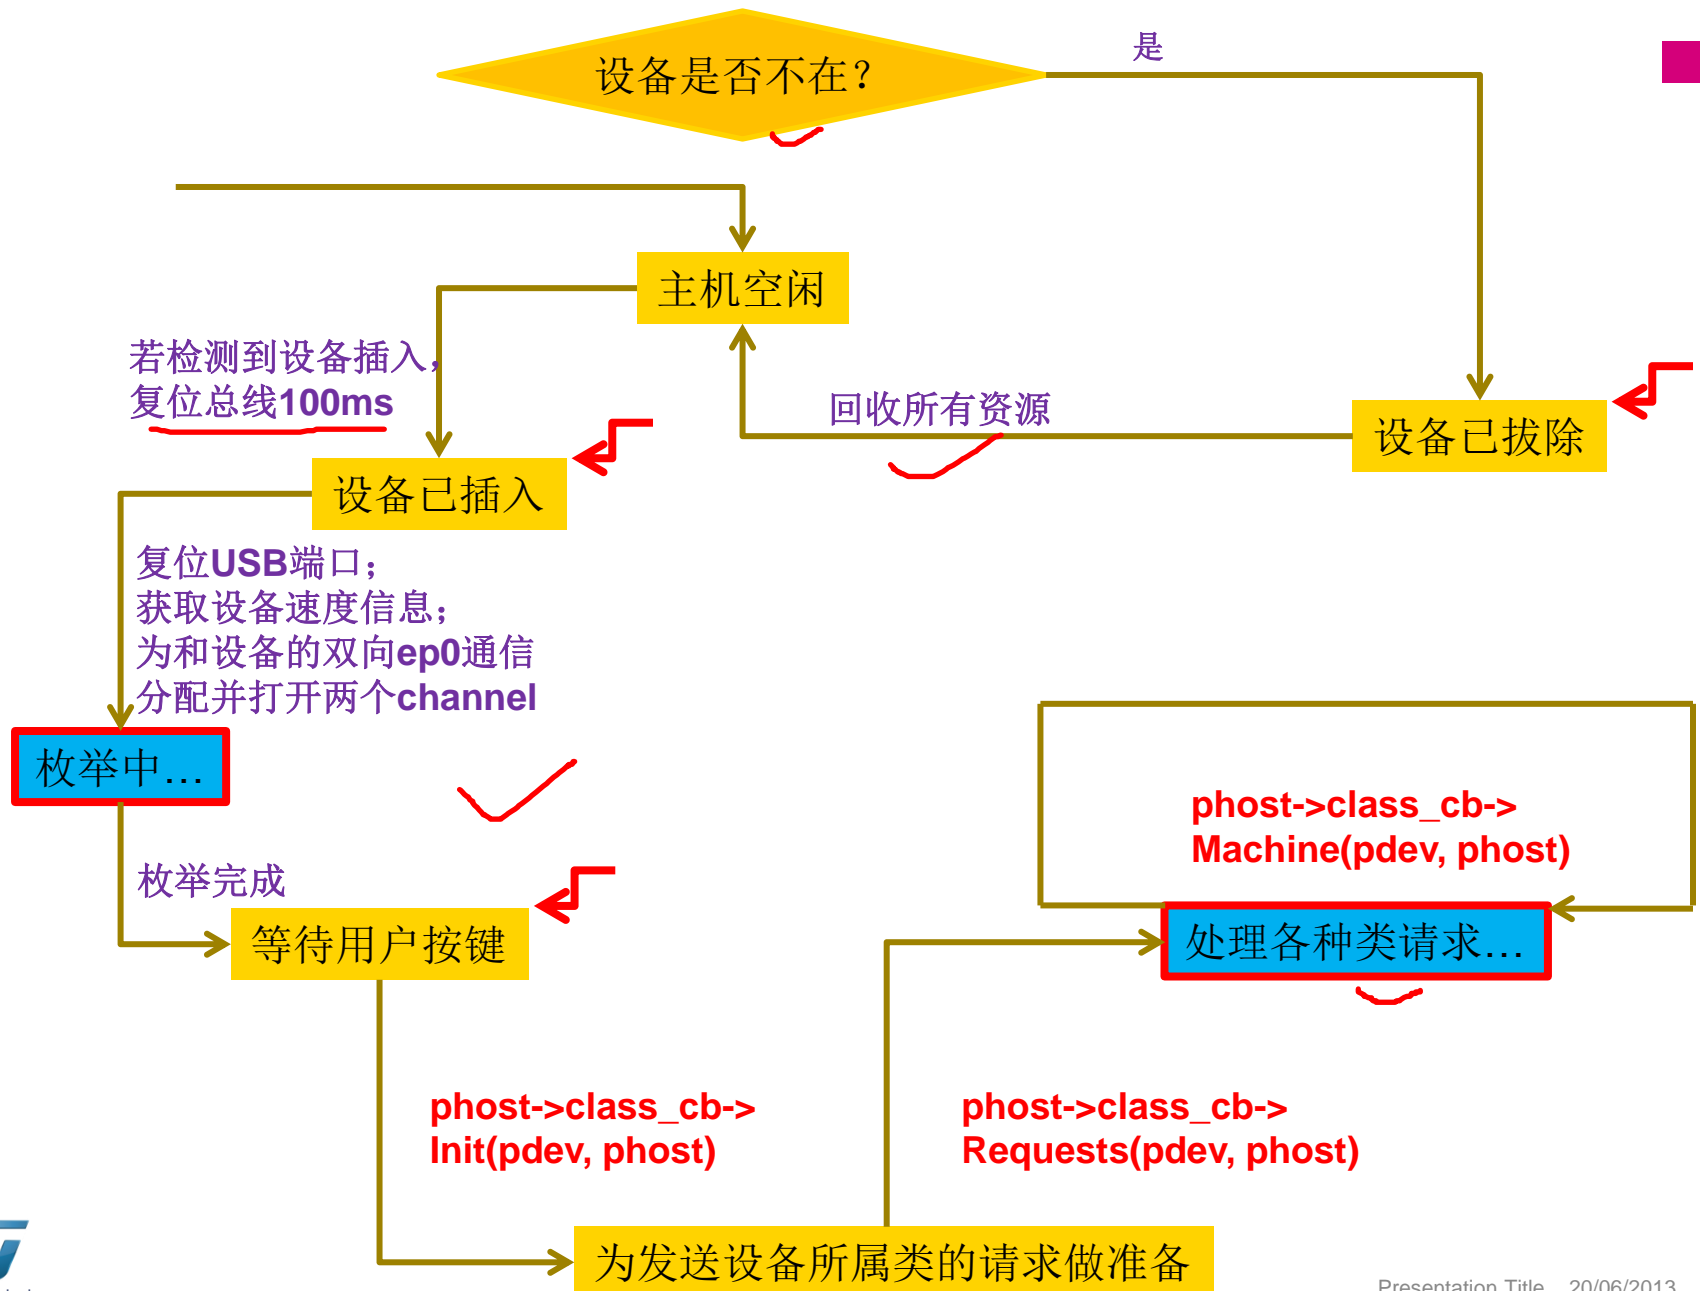 设备是否不在？
是
主机空闲
若检测到设备插入，
复位总线100ms
回收所有资源
设备已拔除
设备已插入
复位USB端口；
获取设备速度信息；
为和设备的双向ep0通信
分配并打开两个channel
枚举中…
phost->class_cb->
Machine(pdev, phost)
枚举完成
等待用户按键
处理各种类请求…
phost->class_cb->
Init(pdev, phost)
phost->class_cb->
Requests(pdev, phost)
为发送设备所属类的请求做准备
Presentation Title 20/06/2013